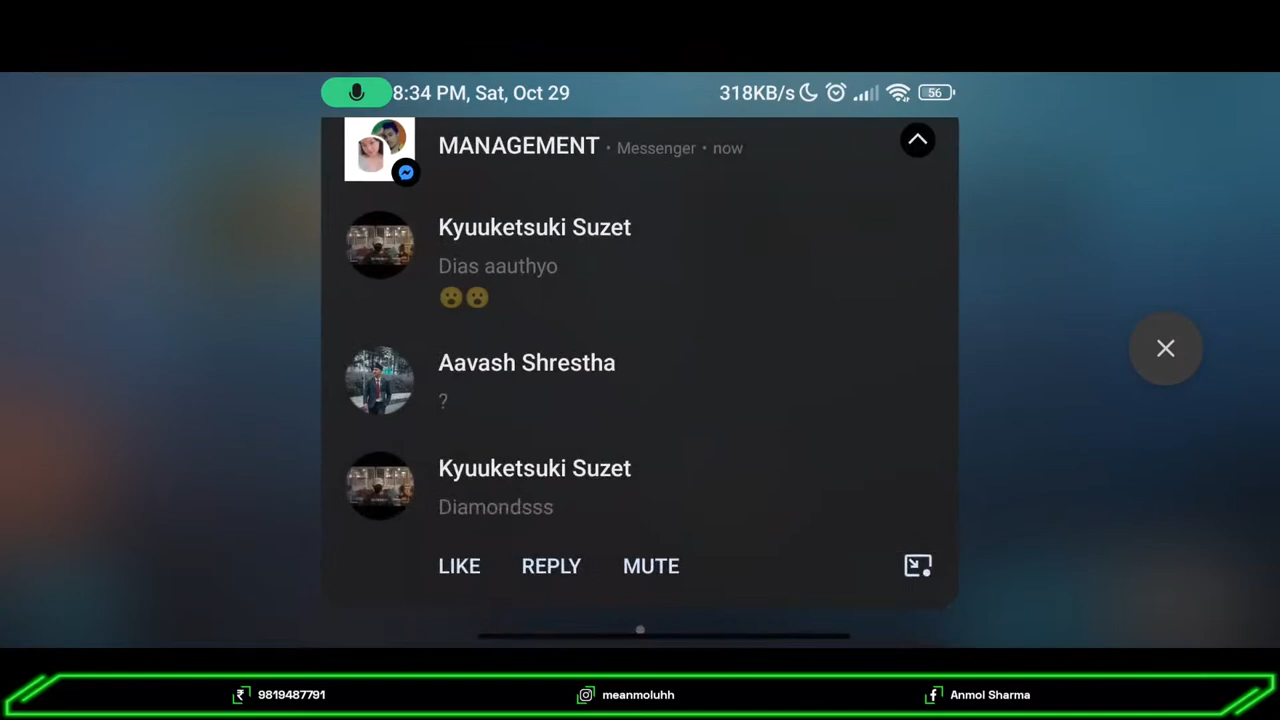 8:34 PM, Sat, Oct 29
318KB/s
56
MANAGEMENT • Messenger • now
Kyuuketsuki Suzet
Dias aauthyo
😮😮
Aavash Shrestha
?
Kyuuketsuki Suzet
Diamondsss
LIKE REPLY MUTE
₹ 9819487791
meanmoluhh
Anmol Sharma